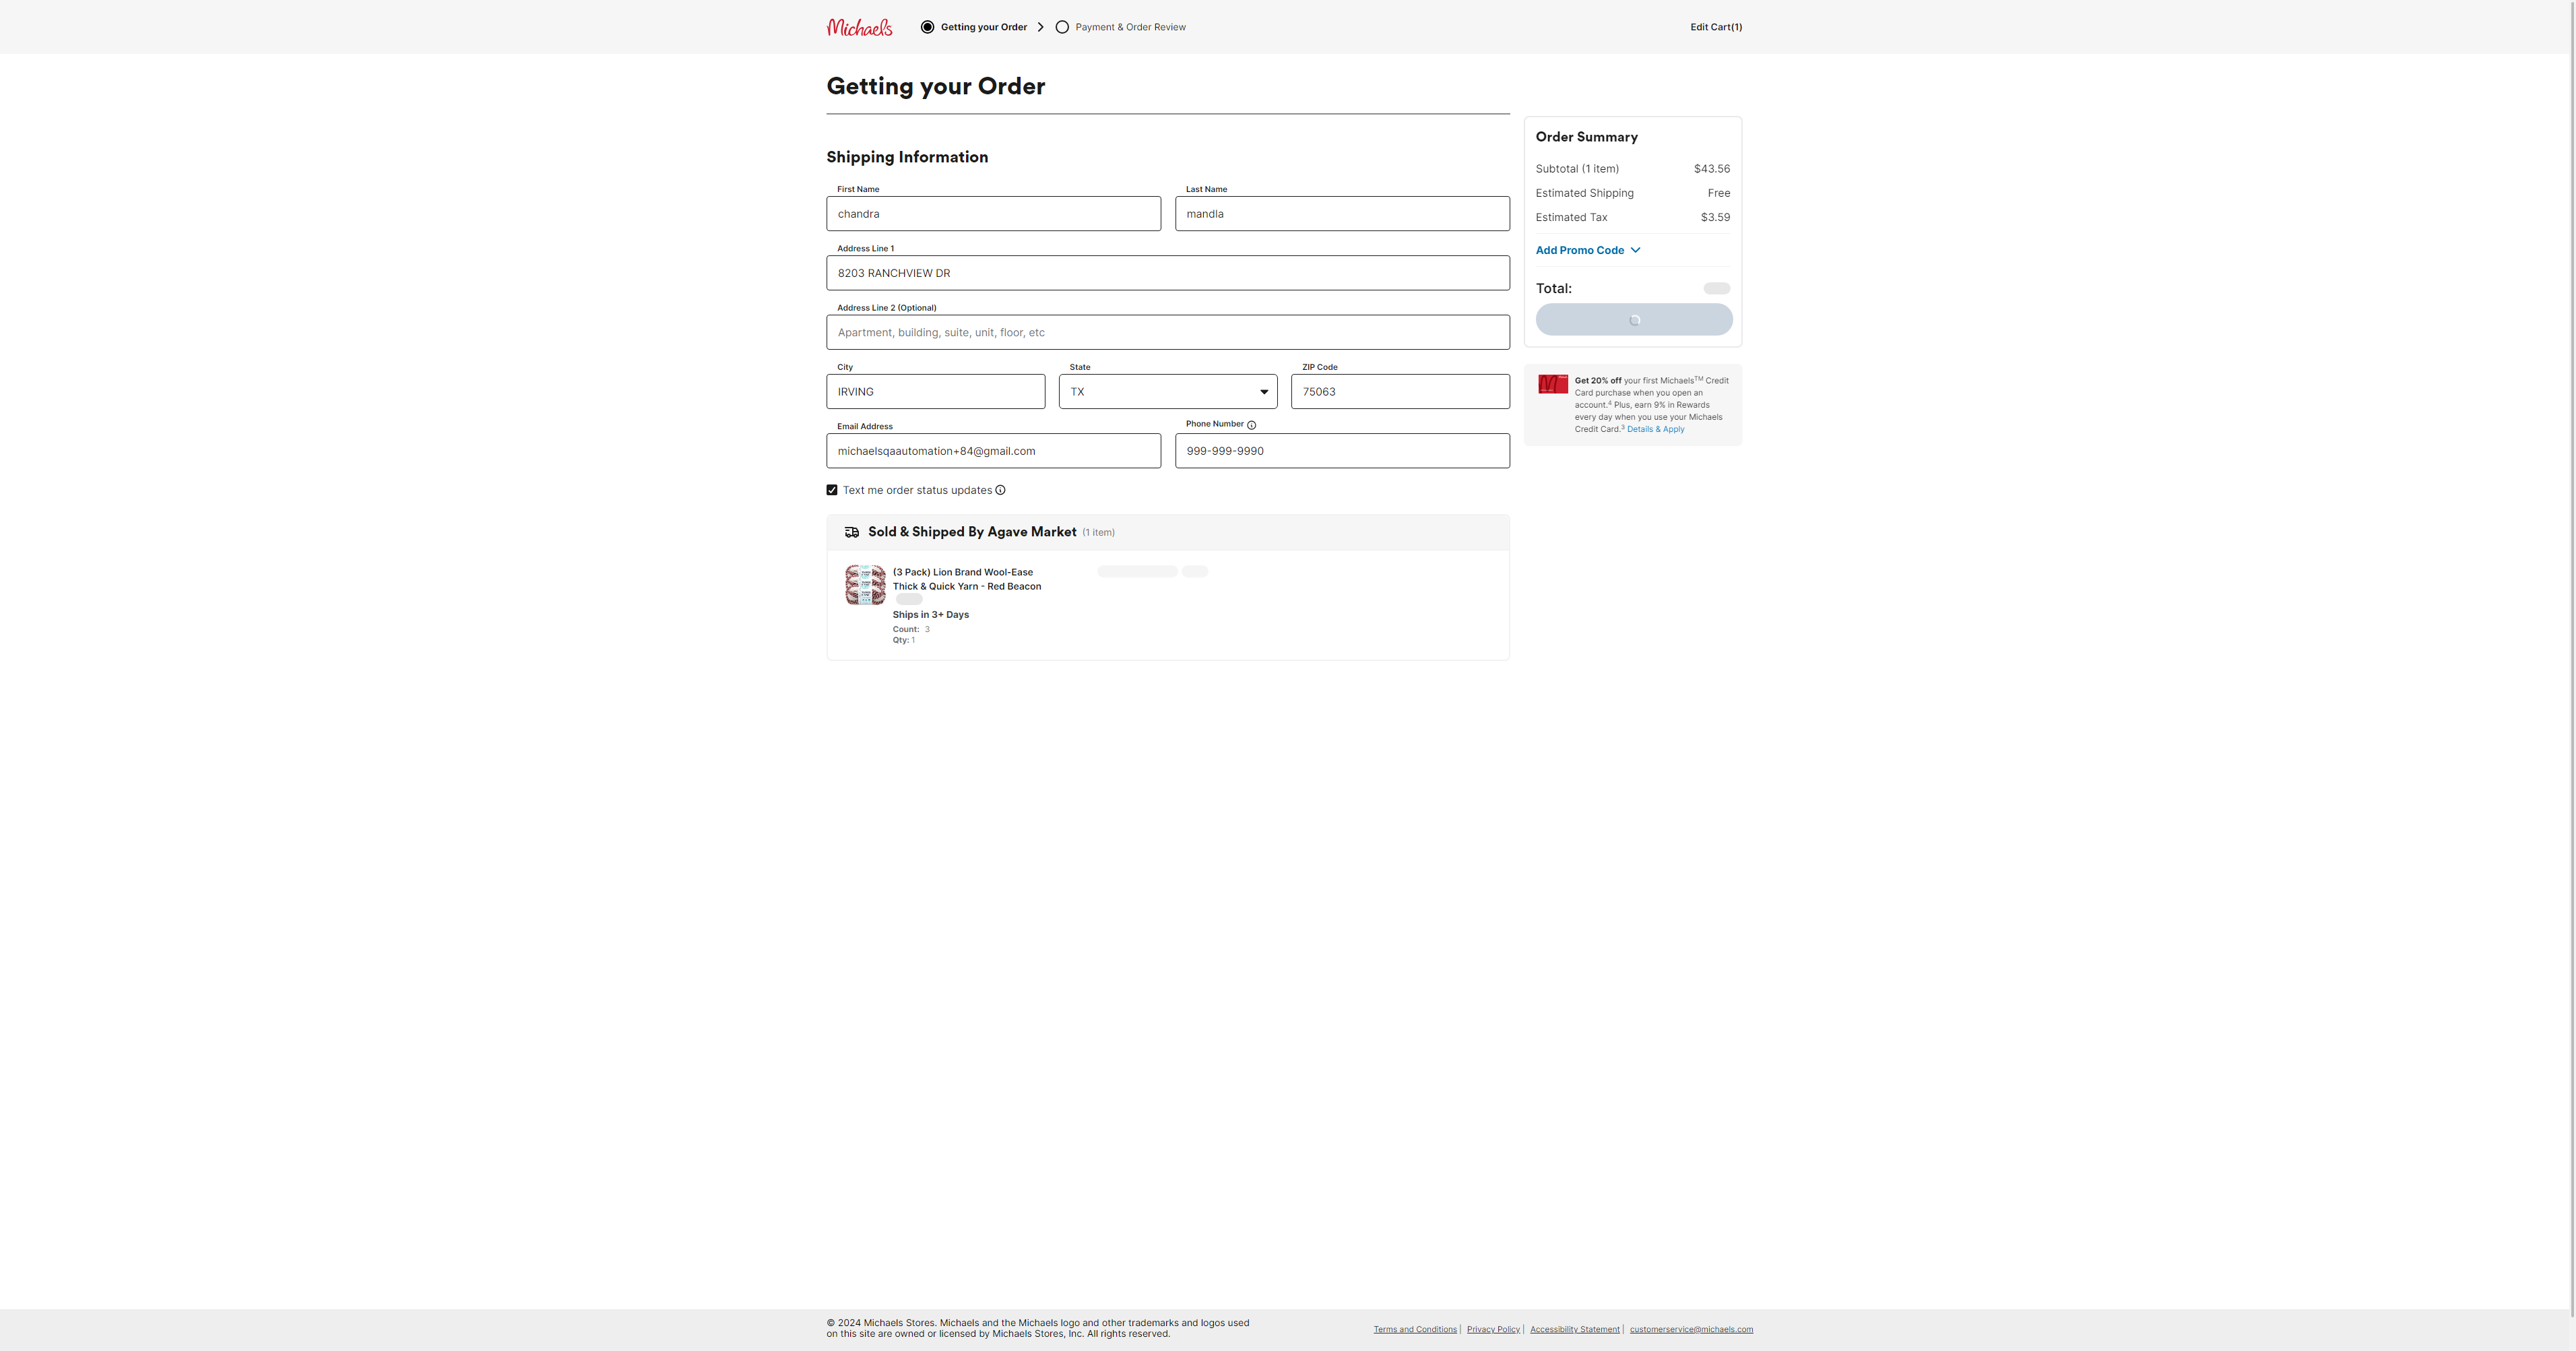 Michaels
Getting your Order
Payment & Order Review
Edit Cart(1)
Getting your Order
Shipping Information
First Name
Last Name
chandra
mandla
Address Line 1
8203 RANCHVIEW DR
Address Line 2 (Optional)
Apartment, building, suite, unit, floor, etc
City
State
ZIP Code
IRVING
TX
75063
Email Address
Phone Number
michaelsqaautomation+84@gmail.com
999-999-9990
Text me order status updates
Sold & Shipped By Agave Market (1 item)
(3 Pack) Lion Brand Wool-Ease
Thick & Quick Yarn - Red Beacon
Ships in 3+ Days
Count: 3
Qty: 1
Order Summary
Subtotal (1 item) $43.56
Estimated Shipping Free
Estimated Tax $3.59
Add Promo Code
Total:
Get 20% off your first Michaels™ Credit
Card purchase when you open an
account.⁴ Plus, earn 9% in Rewards
every day when you use your Michaels
Credit Card.³ Details & Apply
© 2024 Michaels Stores. Michaels and the Michaels logo and other trademarks and logos used
on this site are owned or licensed by Michaels Stores, Inc. All rights reserved.
Terms and Conditions | Privacy Policy | Accessibility Statement | customerservice@michaels.com